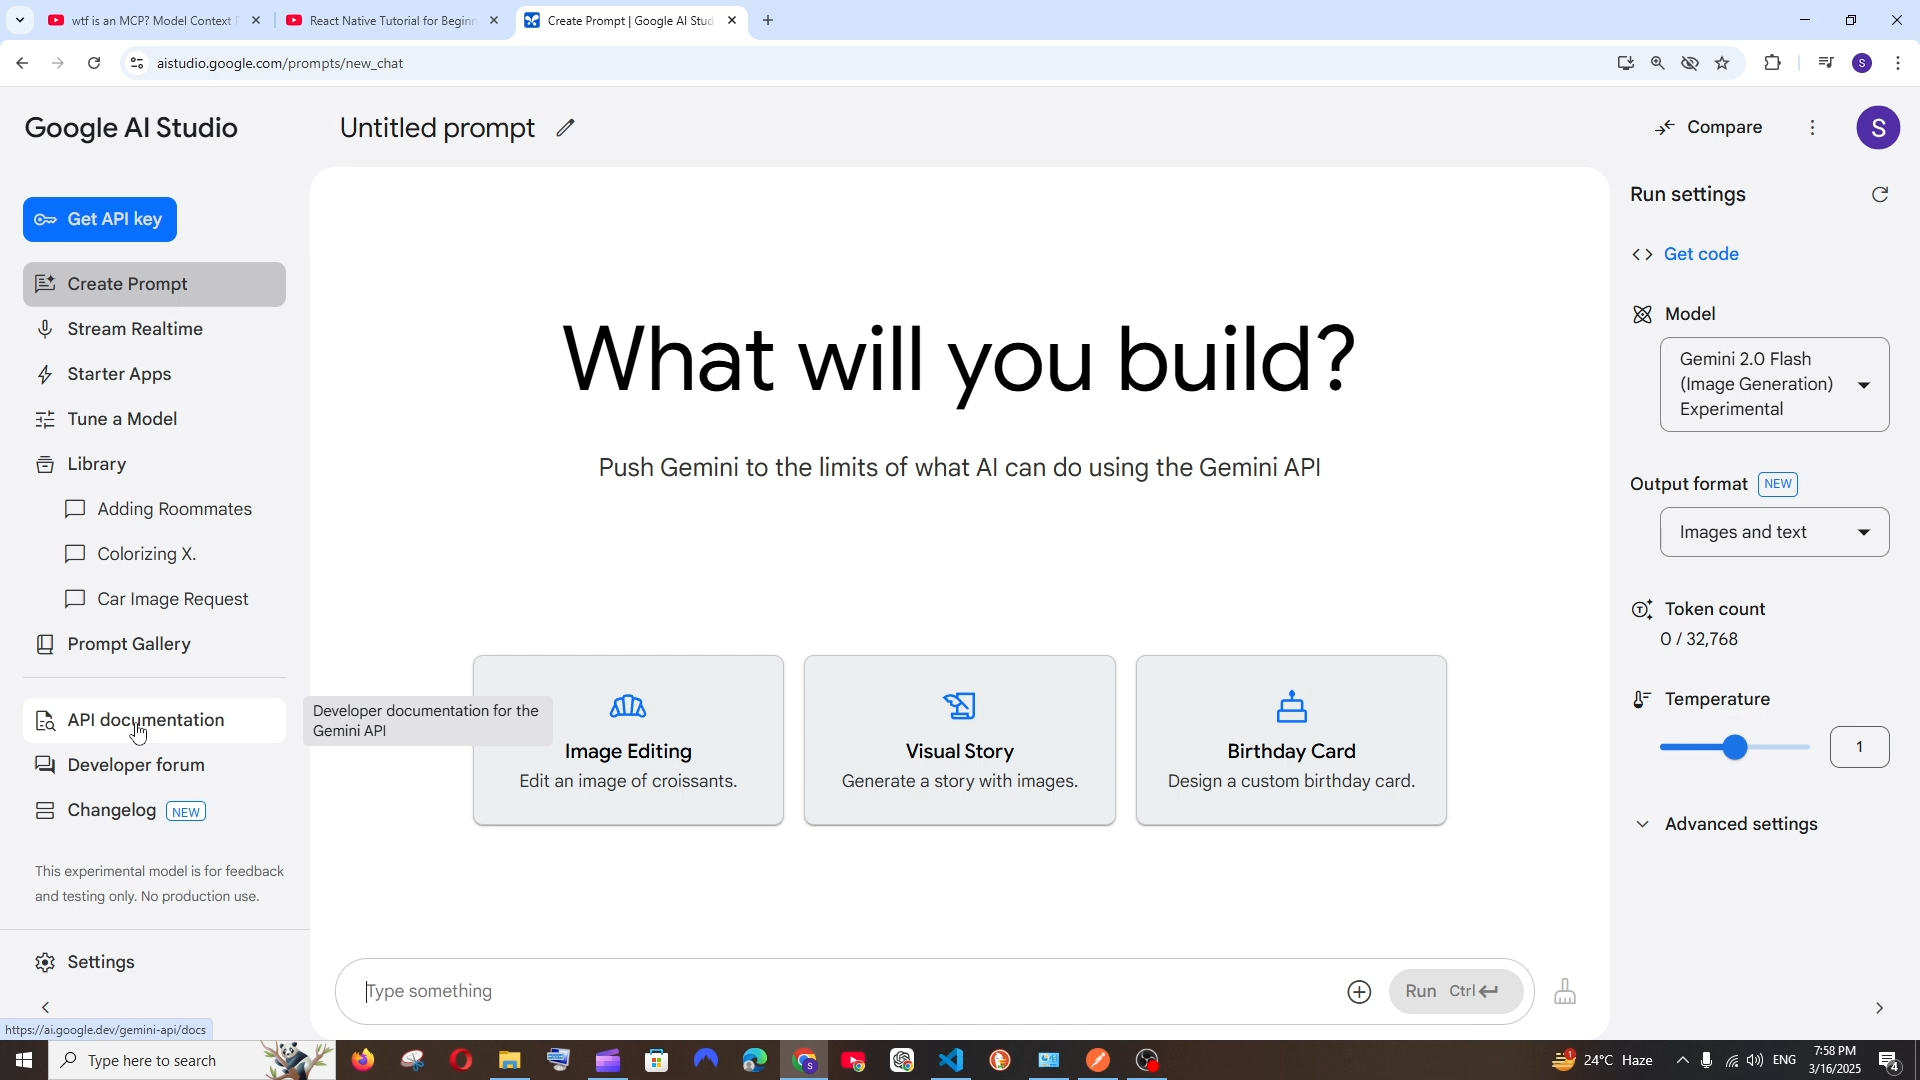 wtf is an MCP? Model Context
React Native Tutorial for Beginn
Create Prompt | Google AI Stud
aistudio.google.com/prompts/new_chat
S
Google AI Studio
Untitled prompt
Compare
S
Get API key
Create Prompt
Stream Realtime
Starter Apps
Tune a Model
Library
Adding Roommates
Colorizing X.
Car Image Request
Prompt Gallery
API documentation
Developer documentation for the
Gemini API
Developer forum
Changelog NEW
This experimental model is for feedback
and testing only. No production use.
Settings
https://ai.google.dev/gemini-api/docs
What will you build?
Push Gemini to the limits of what AI can do using the Gemini API
Image Editing
Edit an image of croissants.
Visual Story
Generate a story with images.
Birthday Card
Design a custom birthday card.
Type something
Run Ctrl
Run settings
Get code
Model
Gemini 2.0 Flash
(Image Generation)
Experimental
Output format NEW
Images and text
Token count
0 / 32,768
Temperature
1
Advanced settings
Type here to search
24°C Haze
ENG
7:58 PM
3/16/2025
4